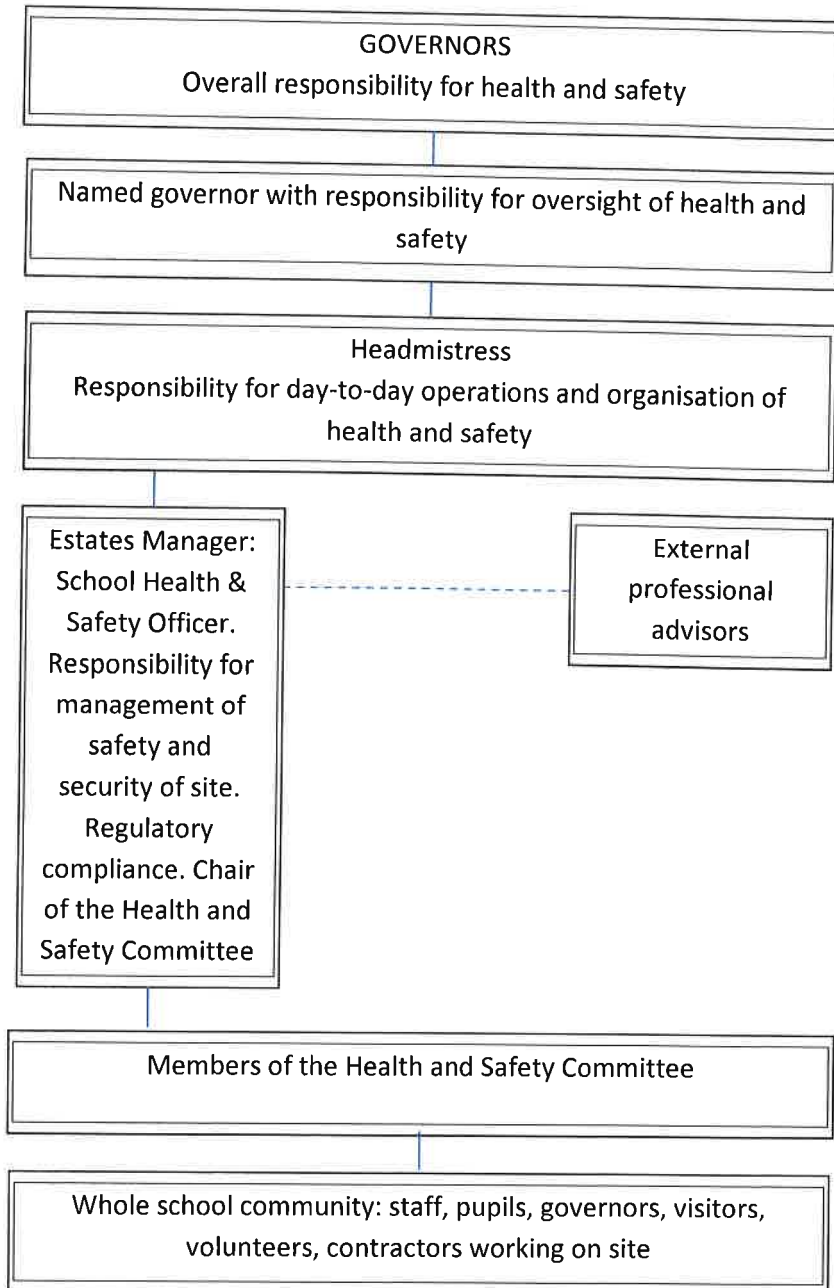 GOVERNORS
Overall responsibility for health and safety
Named governor with responsibility for oversight of health and
safety
Headmistress
Responsibility for day-to-day operations and organisation of
health and safety
Estates Manager:
School Health &
Safety Officer.
Responsibility for
management of
safety and
security of site.
Regulatory
compliance. Chair
of the Health and
Safety Committee
External
professional
advisors
Members of the Health and Safety Committee
Whole school community: staff, pupils, governors, visitors,
volunteers, contractors working on site